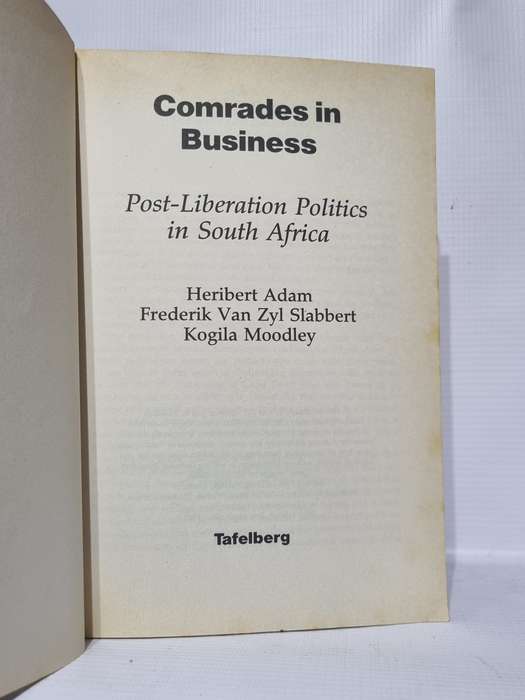 Comrades in
Business
Post-Liberation Politics
in South Africa
Heribert Adam
Frederik Van Zyl Slabbert
Kogila Moodley
Tafelberg